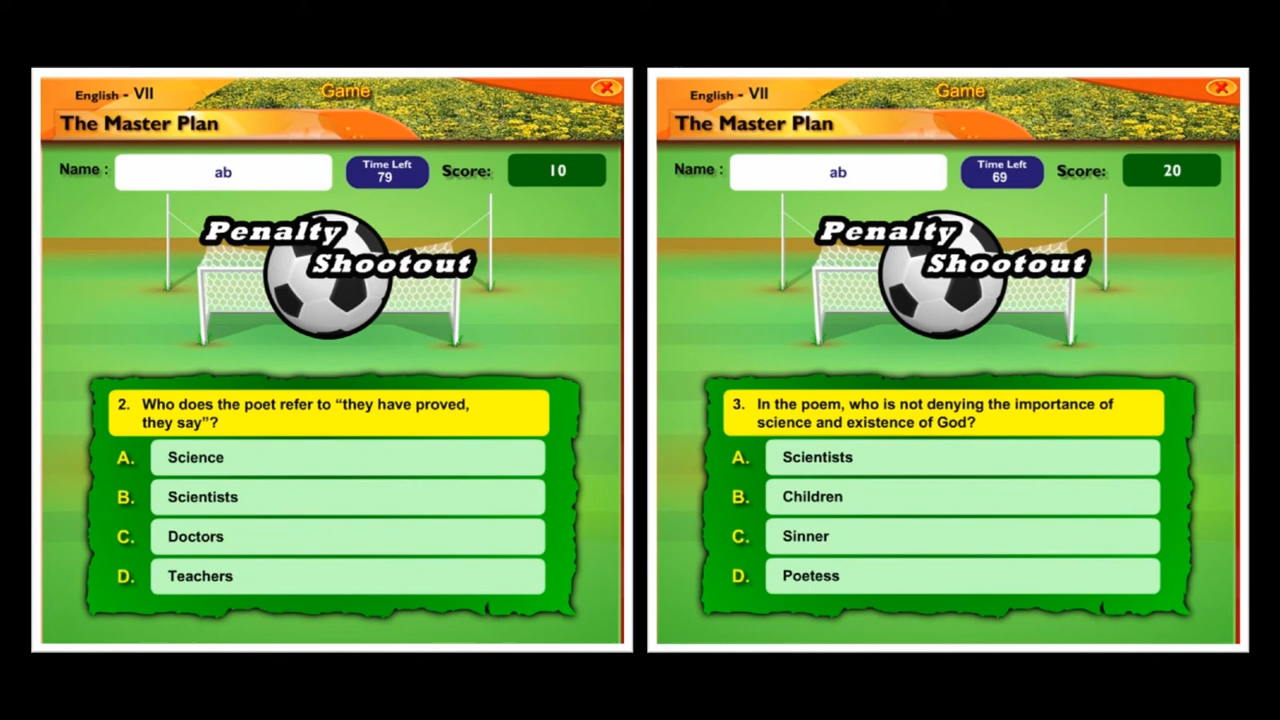 English - VII
Game
The Master Plan
Name :
ab
Time Left
79
Score:
10
Penalty
Shootout
2. Who does the poet refer to “they have proved,
they say”?
A. Science
B. Scientists
C. Doctors
D. Teachers
English - VII
Game
The Master Plan
Name :
ab
Time Left
69
Score:
20
Penalty
Shootout
3. In the poem, who is not denying the importance of
science and existence of God?
A. Scientists
B. Children
C. Sinner
D. Poetess